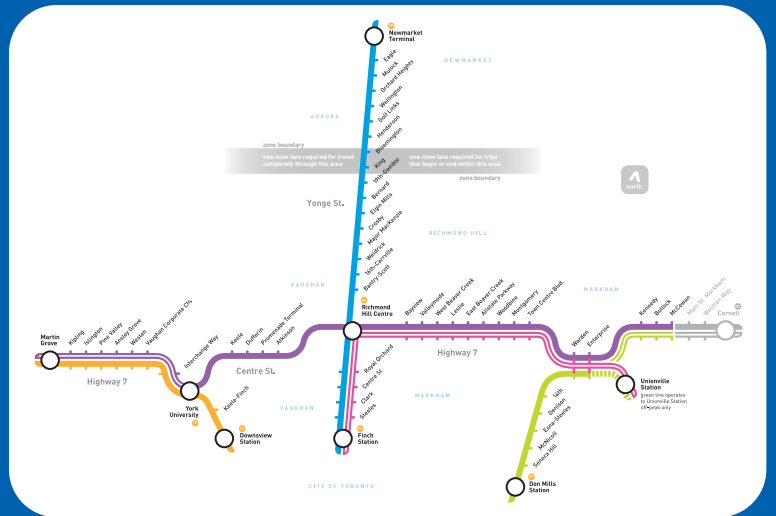 Newmarket
Terminal
Eagle
Mulock
Orchard Heights
Wellington
Golf Links
Henderson
Bloomington
King
19th-Gamble
Bernard
Elgin Mills
Crosby
Major MacKenzie
Weldrick
16th-Carrville
Bantry-Scott
NEWMARKET
AURORA
zone boundary
two-zone fare required for travel
completely through this area
one-zone fare required for trips
that begin or end within this area
zone boundary
north
Yonge St.
RICHMOND HILL
VAUGHAN
MARKHAM
Richmond
Hill Centre
Martin
Grove
Kipling
Islington
Pine Valley
Ansley Grove
Weston
Vaughan Corporate Ctr.
Interchange Way
Keele
Dufferin
Promenade Terminal
Atkinson
Bayview
Valleymede
West Beaver Creek
Leslie
East Beaver Creek
Allstate Parkway
Woodbine
Montgomery
Town Centre Blvd.
Warden
Enterprise
Kennedy
Bullock
McCowan
Main St. Markham
Wooten Way
Cornell
Highway 7
Centre St.
Highway 7
York
University
Keele-Finch
Downsview
Station
VAUGHAN
Royal Orchard
Centre St
Clark
Steeles
Finch
Station
MARKHAM
Unionville
Station
green line operates
to Unionville Station
off-peak only
14th
Denison
Esna-Steeles
McNicoll
Seneca Hill
Don Mills
Station
CITY OF TORONTO